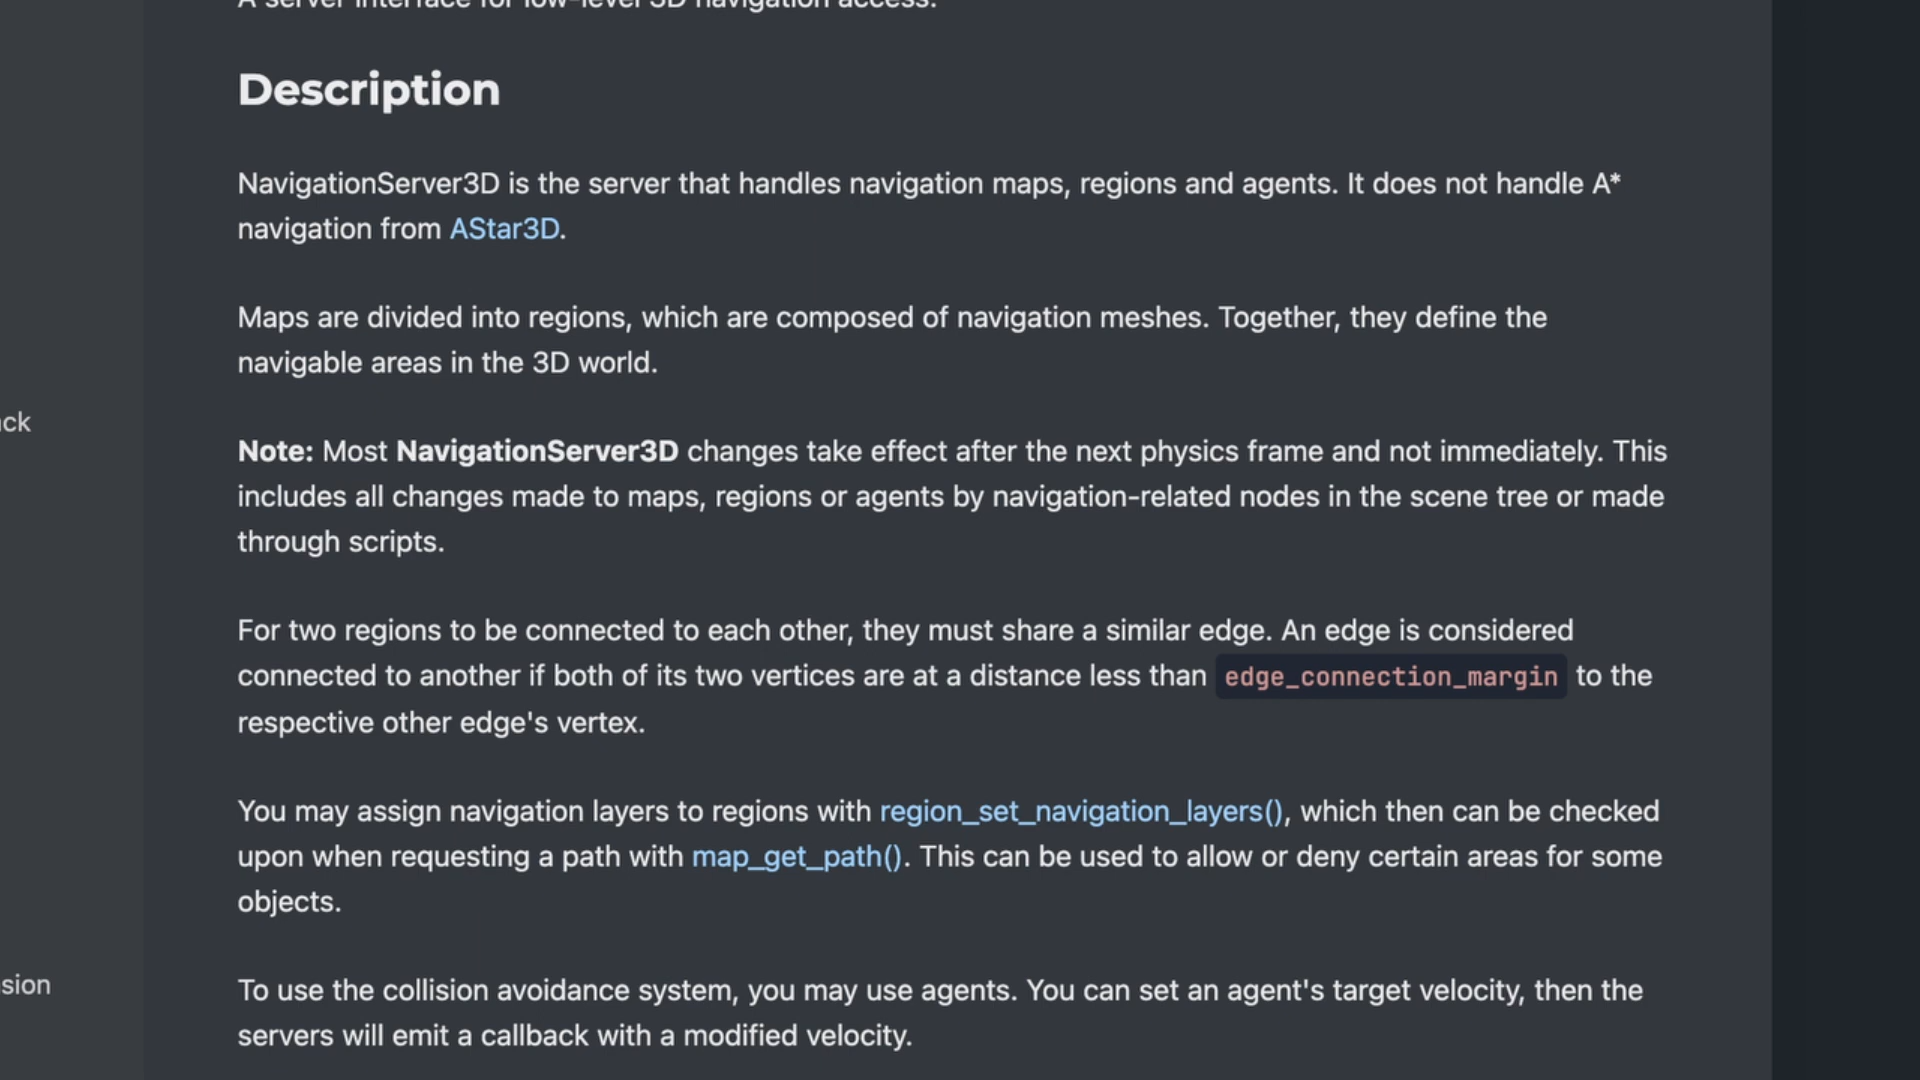 A server interface for low-level 3D navigation access.
Description
NavigationServer3D is the server that handles navigation maps, regions and agents. It does not handle A*
navigation from AStar3D.
Maps are divided into regions, which are composed of navigation meshes. Together, they define the
navigable areas in the 3D world.
ck
Note: Most NavigationServer3D changes take effect after the next physics frame and not immediately. This
includes all changes made to maps, regions or agents by navigation-related nodes in the scene tree or made
through scripts.
For two regions to be connected to each other, they must share a similar edge. An edge is considered
connected to another if both of its two vertices are at a distance less than edge_connection_margin to the
respective other edge's vertex.
You may assign navigation layers to regions with region_set_navigation_layers(), which then can be checked
upon when requesting a path with map_get_path(). This can be used to allow or deny certain areas for some
objects.
sion
To use the collision avoidance system, you may use agents. You can set an agent's target velocity, then the
servers will emit a callback with a modified velocity.